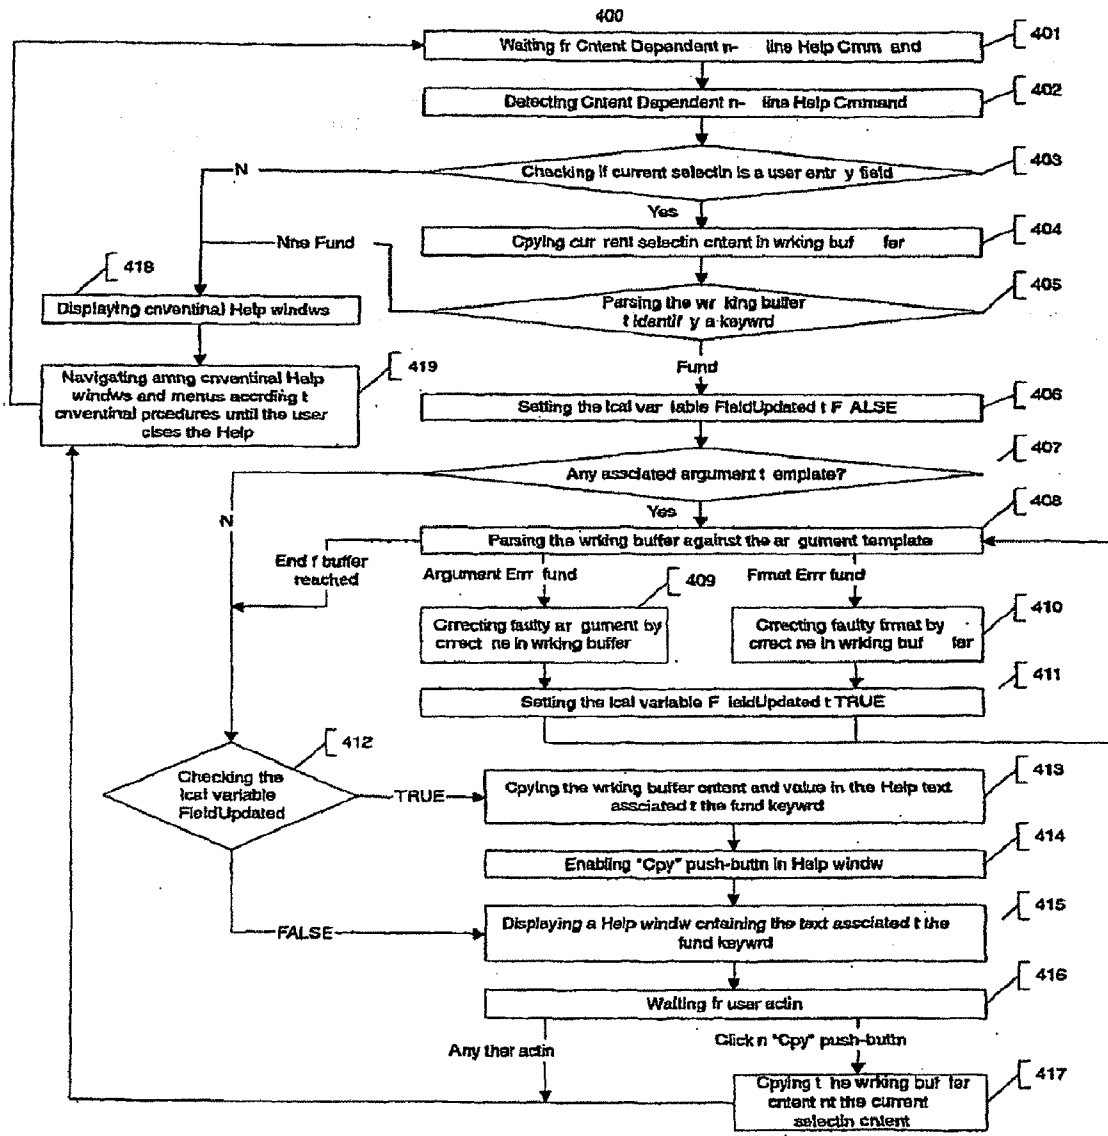 400
Waiting fr Cntent Dependent n- line Help Cmm and
401
Detecting Cntent Dependent n- line Help Cmmand
402
Checking if current selectin is a user entr y field
403
N
Yes
Nne Fund
Cpying cur rent selectin cntent in wrking buf fer
404
418
Displaying cnventinal Help windws
Parsing the wr king buffer
t identif y a keywrd
405
Navigating amng cnventinal Help
windws and menus accrding t
cnventinal prcedures until the user
clses the Help
419
Fund
Setting the lcal var iable FieldUpdated t F ALSE
406
Any assciated argument t emplate?
407
N
Yes
Parsing the wrking buffer against the ar gument template
408
End f buffer
reached
Argument Errr fund
409
Frmat Errr fund
Crrecting faulty ar gument by
crrect ne in wrking buffer
Crrecting faulty frmat by
crrect ne in wrking buf fer
410
Setting the lcal variable F ieldUpdated t TRUE
411
412
Checking the
lcal variable
FieldUpdated
TRUE
Cpying the wrking buffer cntent and value in the Help text
assciated t the fund keywrd
413
Enabling "Cpy" push-buttn in Help windw
414
FALSE
Displaying a Help windw cntaining the text assciated t the
fund keywrd
415
Waiting fr user actin
416
Any ther actin
Click n "Cpy" push-buttn
Cpying t he wrking buf fer
cntent nt the current
selectin cntent
417